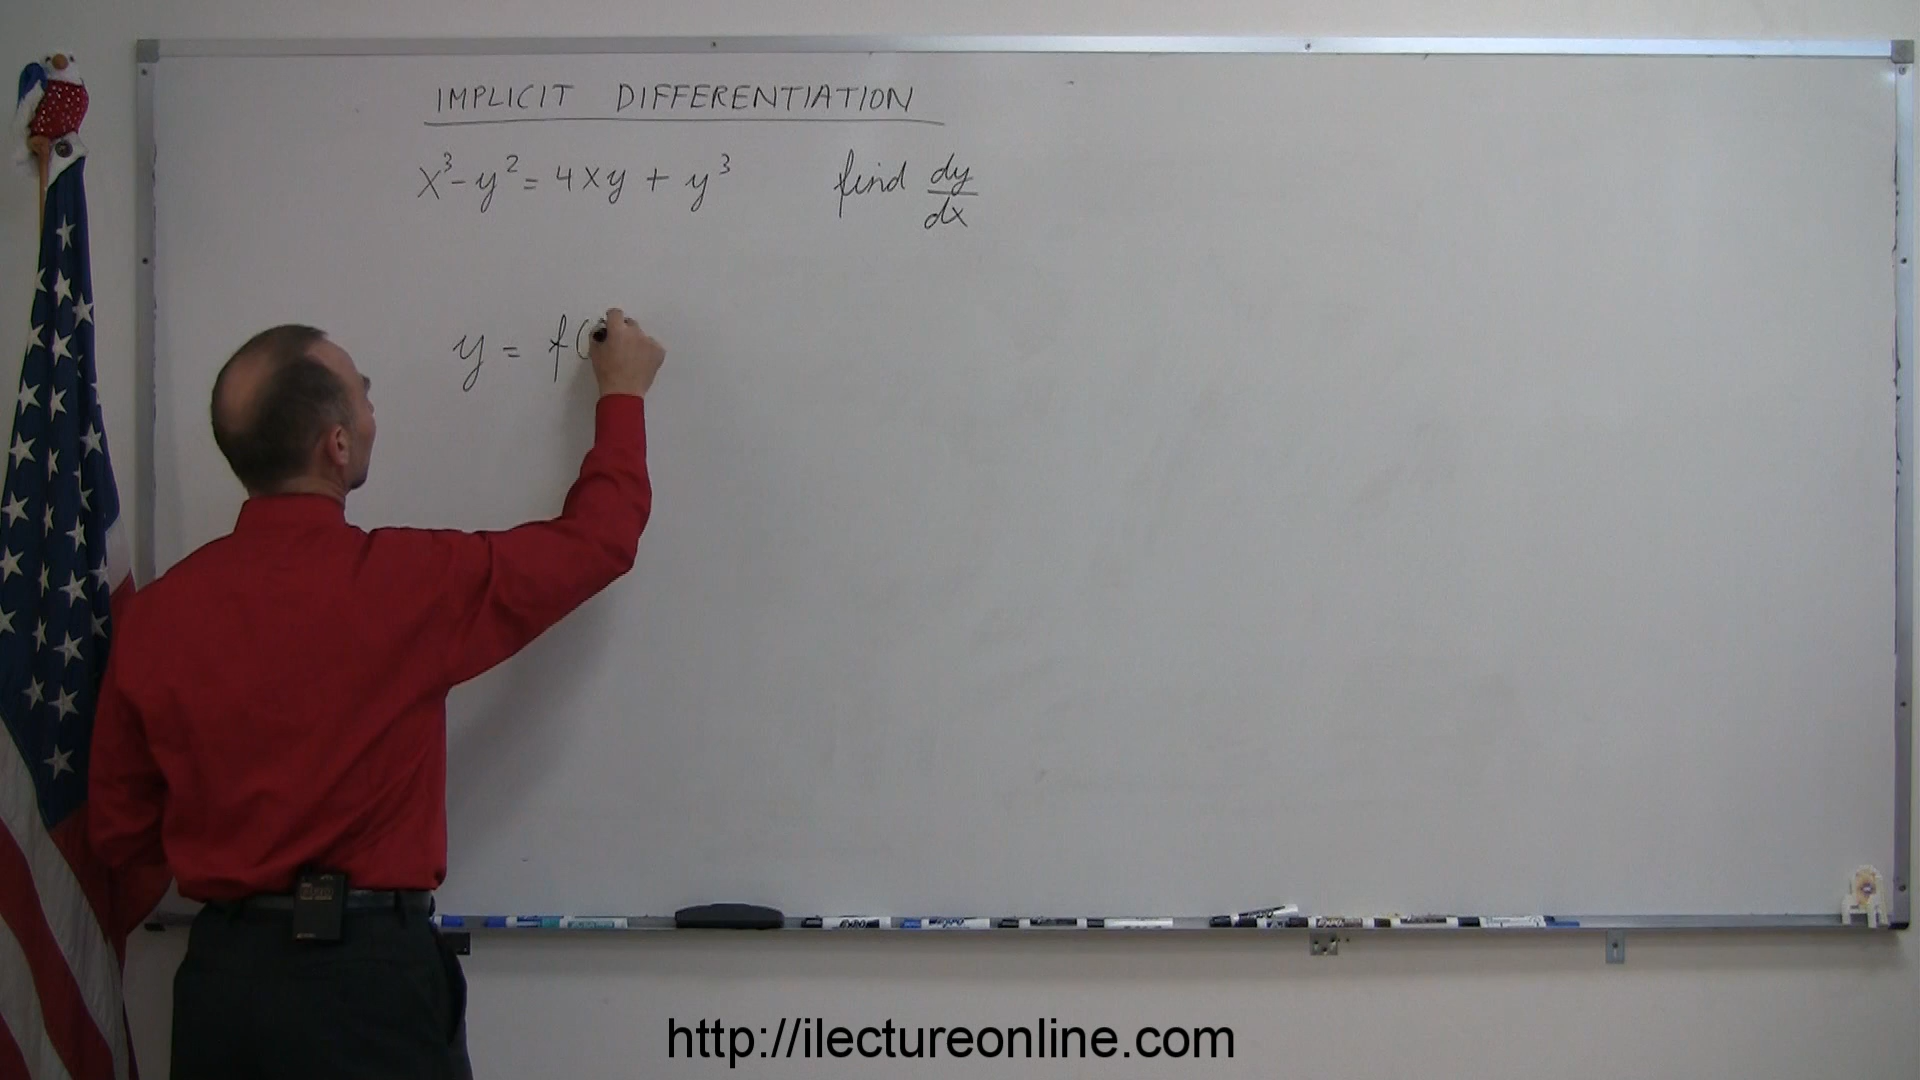 IMPLICIT DIFFERENTIATION
x³ - y² = 4xy + y³ find dy/dx
y = f(
http://ilectureonline.com